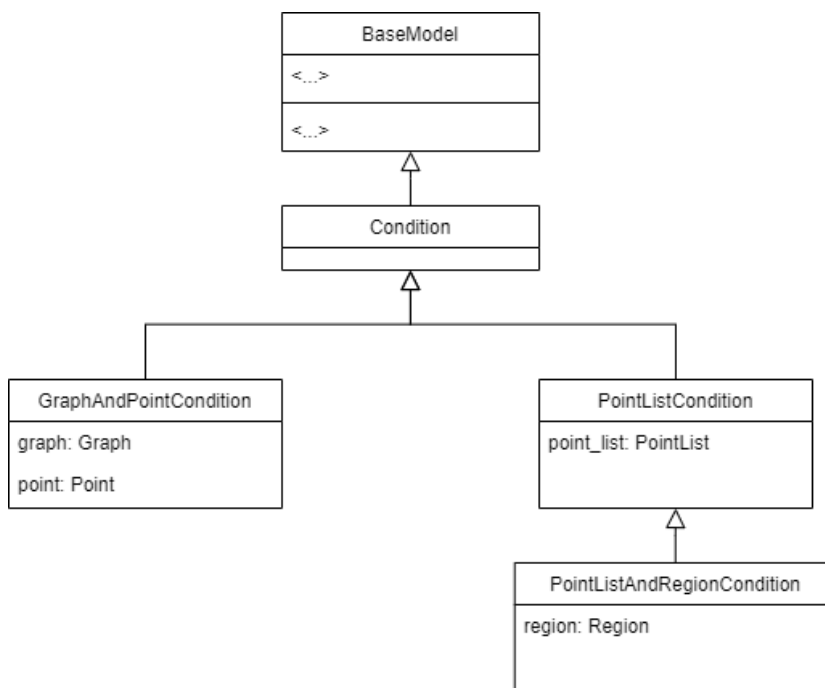 BaseModel
<...>
<...>
Condition
GraphAndPointCondition
graph: Graph
point: Point
PointListCondition
point_list: PointList
PointListAndRegionCondition
region: Region